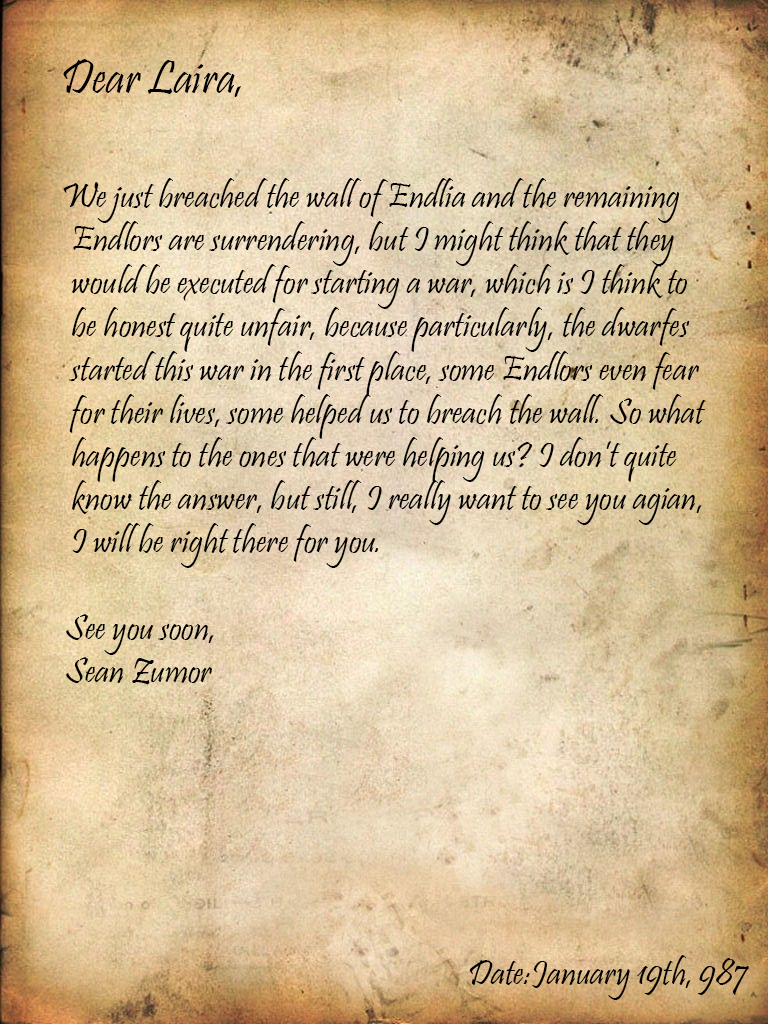 Dear Laira,
We just breached the wall of Endlia and the remaining
Endlors are surrendering, but I might think that they
would be executed for starting a war, which is I think to
be honest quite unfair, because particularly, the dwarfes
started this war in the first place, some Endlors even fear
for their lives, some helped us to breach the wall. So what
happens to the ones that were helping us? I don't quite
know the answer, but still, I really want to see you agian,
I will be right there for you.
See you soon,
Sean Zumor
Date:January 19th, 987